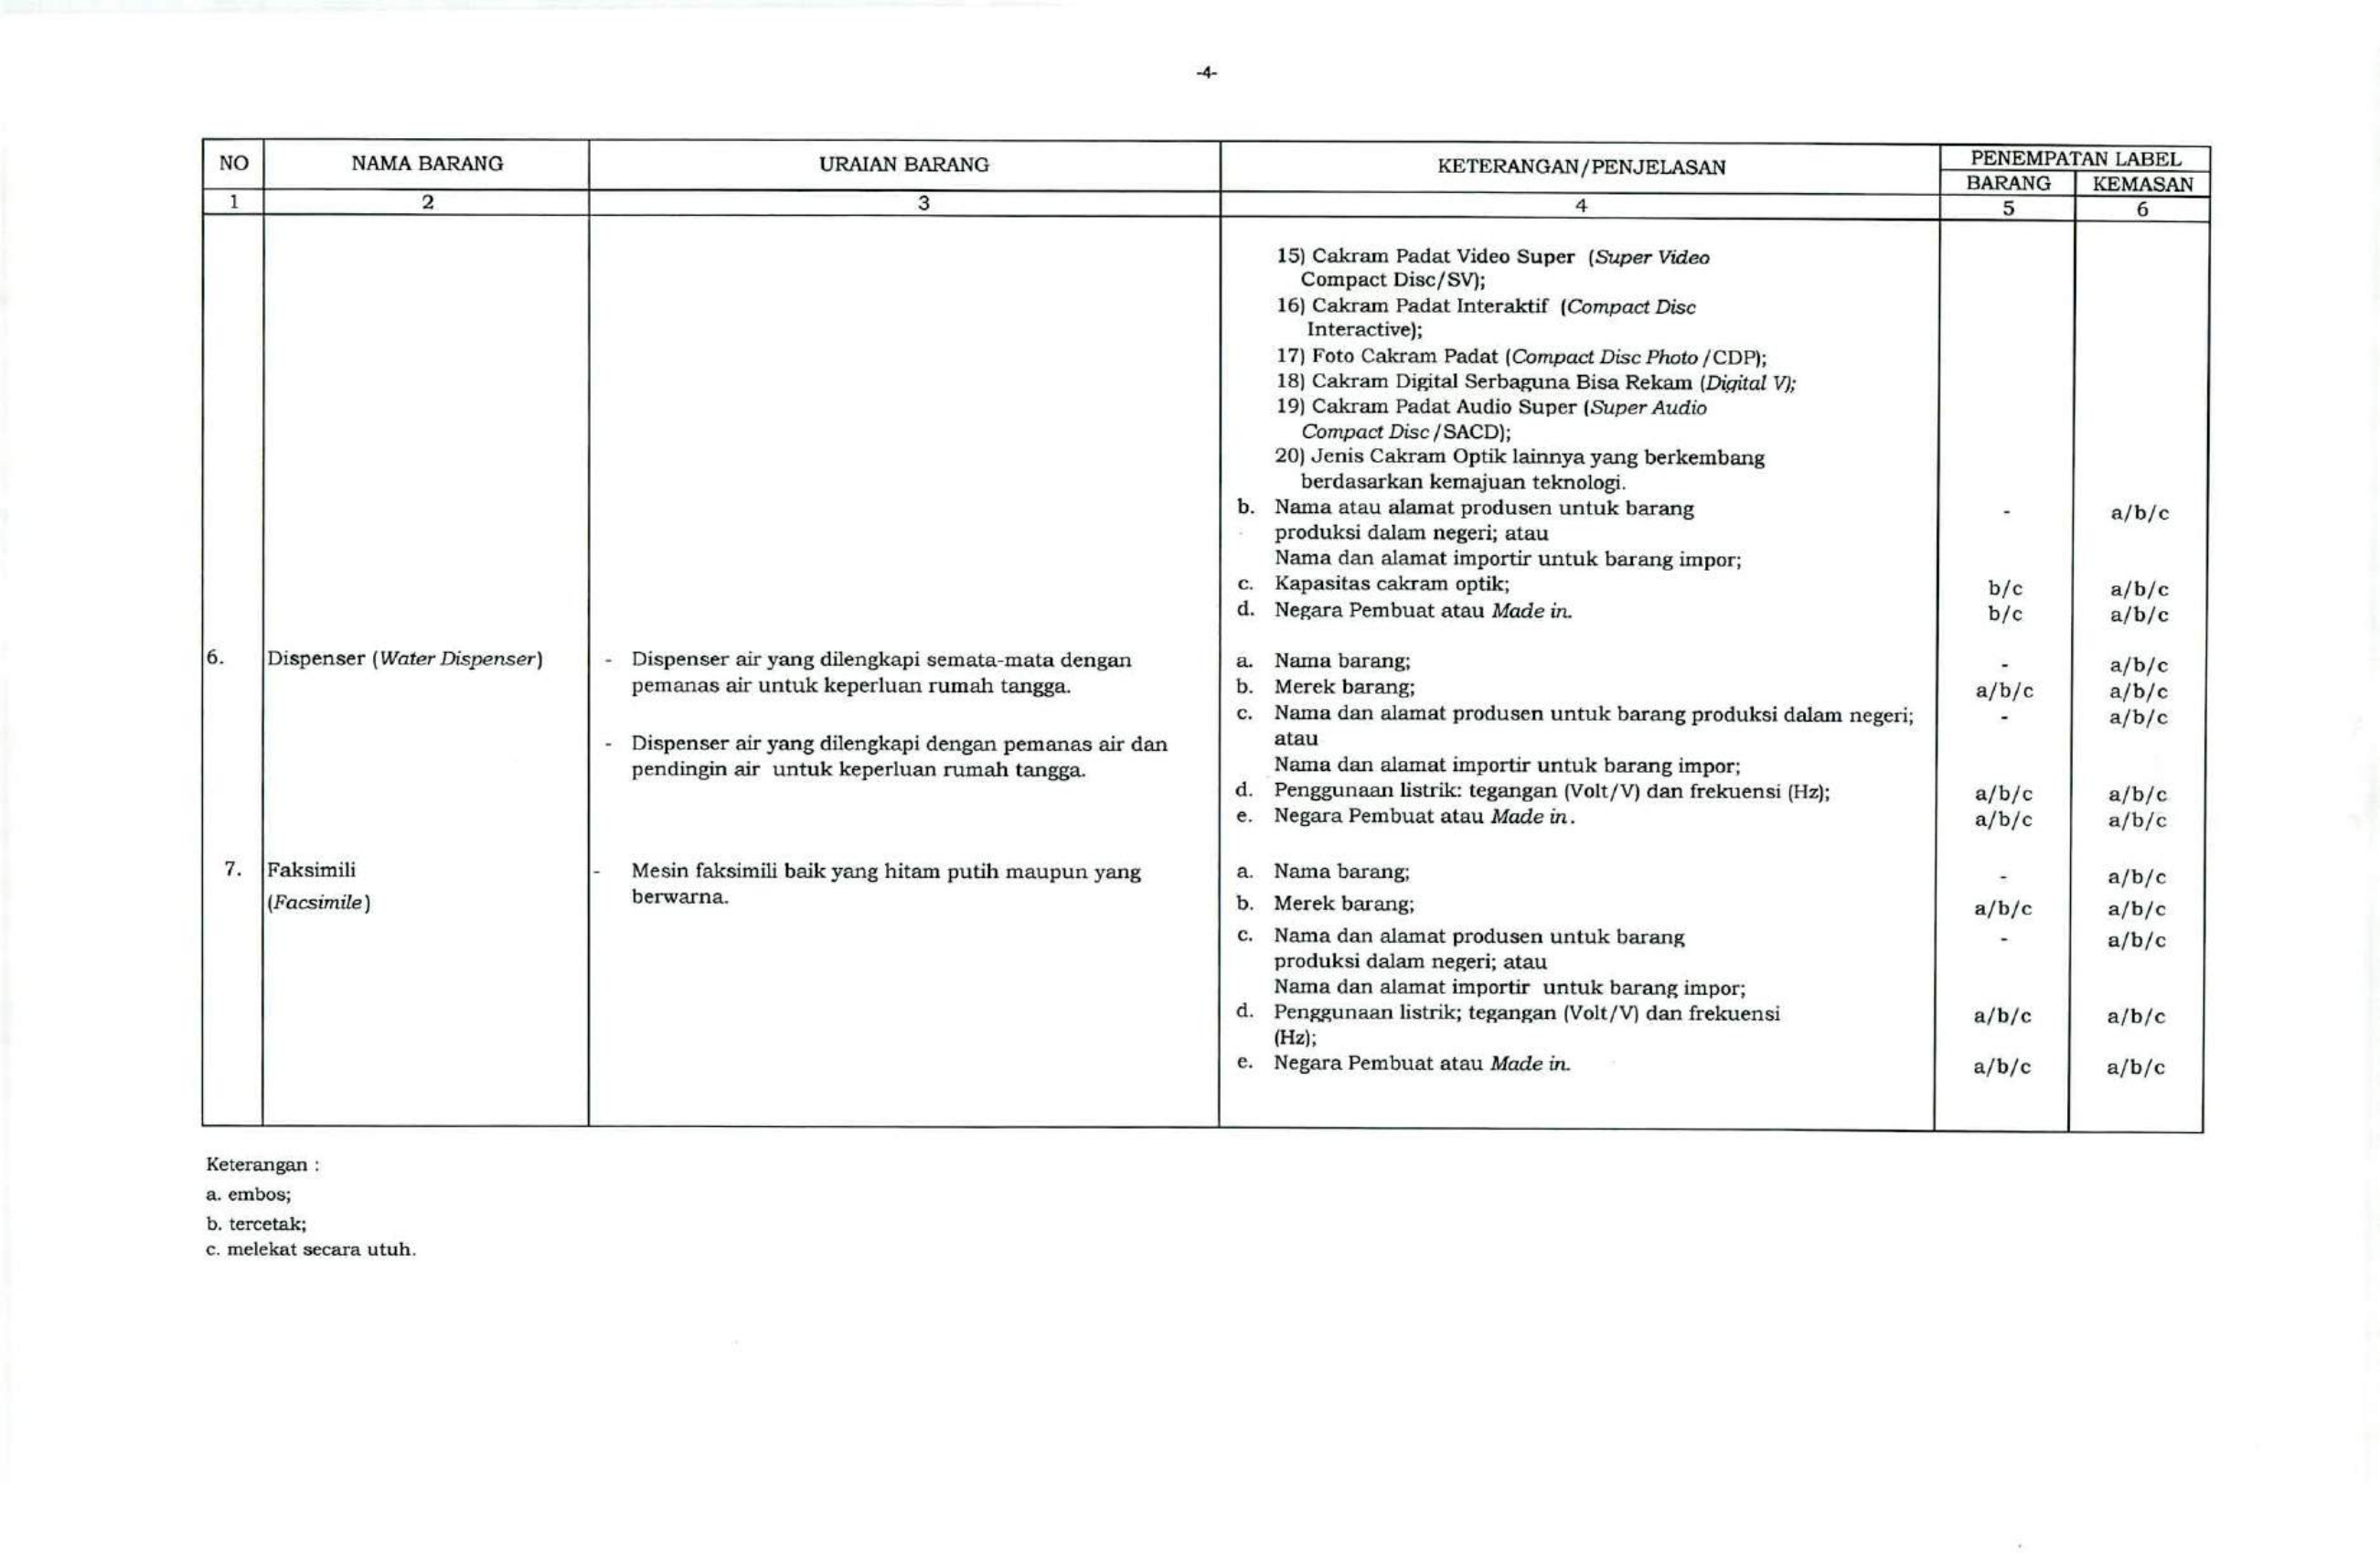 -4-
NO NAMA BARANG URAIAN BARANG KETERANGAN/PENJELASAN PENEMPATAN LABEL
BARANG KEMASAN
1 2 3 4 5 6
15) Cakram Padat Video Super (Super Video
Compact Disc/SV);
16) Cakram Padat Interaktif (Compact Disc
Interactive);
17) Foto Cakram Padat (Compact Disc Photo /CDP);
18) Cakram Digital Serbaguna Bisa Rekam (Digital V);
19) Cakram Padat Audio Super (Super Audio
Compact Disc /SACD);
20) Jenis Cakram Optik lainnya yang berkembang
berdasarkan kemajuan teknologi.
b. Nama atau alamat produsen untuk barang - a/b/c
produksi dalam negeri; atau
Nama dan alamat importir untuk barang impor;
c. Kapasitas cakram optik; b/c a/b/c
d. Negara Pembuat atau Made in. b/c a/b/c
6. Dispenser (Water Dispenser) - Dispenser air yang dilengkapi semata-mata dengan a. Nama barang; - a/b/c
pemanas air untuk keperluan rumah tangga. b. Merek barang; a/b/c a/b/c
c. Nama dan alamat produsen untuk barang produksi dalam negeri; - a/b/c
- Dispenser air yang dilengkapi dengan pemanas air dan atau
pendingin air untuk keperluan rumah tangga. Nama dan alamat importir untuk barang impor;
d. Penggunaan listrik: tegangan (Volt/V) dan frekuensi (Hz); a/b/c a/b/c
e. Negara Pembuat atau Made in. a/b/c a/b/c
7. Faksimili - Mesin faksimili baik yang hitam putih maupun yang a. Nama barang; - a/b/c
(Facsimile) berwarna. b. Merek barang; a/b/c a/b/c
c. Nama dan alamat produsen untuk barang - a/b/c
produksi dalam negeri; atau
Nama dan alamat importir untuk barang impor;
d. Penggunaan listrik; tegangan (Volt/V) dan frekuensi a/b/c a/b/c
(Hz);
e. Negara Pembuat atau Made in. a/b/c a/b/c
Keterangan :
a. embos;
b. tercetak;
c. melekat secara utuh.